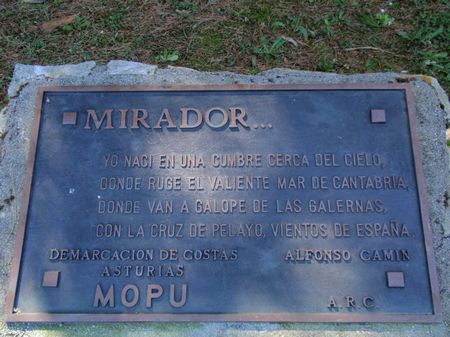 MIRADOR...
YO NACI EN UNA CUMBRE CERCA DEL CIELO,
DONDE RUGE EL VALIENTE MAR DE CANTABRIA,
DONDE VAN A GALOPE DE LAS GALERNAS,
CON LA CRUZ DE PELAYO, VIENTOS DE ESPAÑA.
DEMARCACION DE COSTAS ALFONSO CAMIN
ASTURIAS
MOPU A.R.C.